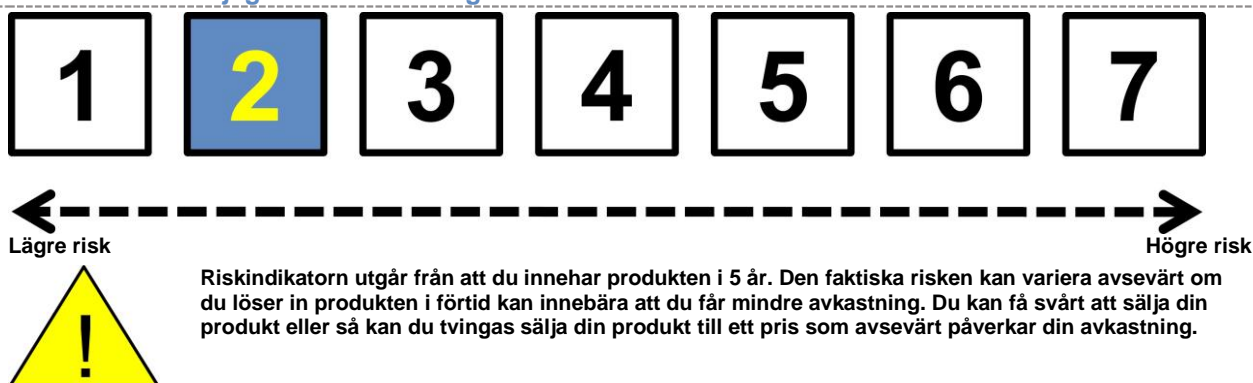 1 2 3 4 5 6 7
Lägre risk Högre risk
Riskindikatorn utgår från att du innehar produkten i 5 år. Den faktiska risken kan variera avsevärt om
du löser in produkten i förtid kan innebära att du får mindre avkastning. Du kan få svårt att sälja din
produkt eller så kan du tvingas sälja din produkt till ett pris som avsevärt påverkar din avkastning.
!